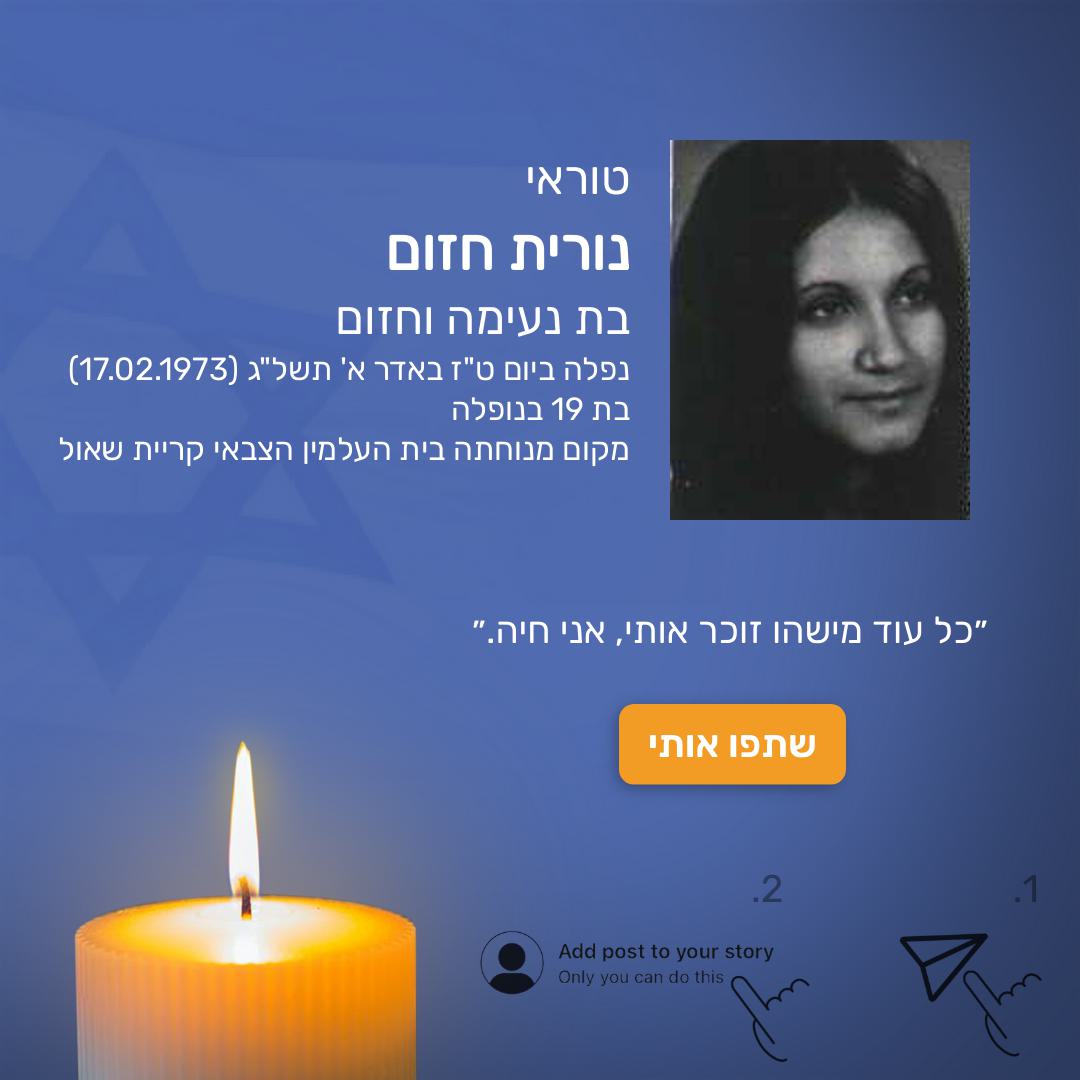 טוראי
נורית חזום
בת נעימה וחזום
נפלה ביום ט"ז באדר א' תשל"ג (17.02.1973)
בת 19 בנופלה
מקום מנוחתה בית העלמין הצבאי קריית שאול
״כל עוד מישהו זוכר אותי, אני חיה.״
שתפו אותי
.1
.2
Add post to your story
Only you can do this